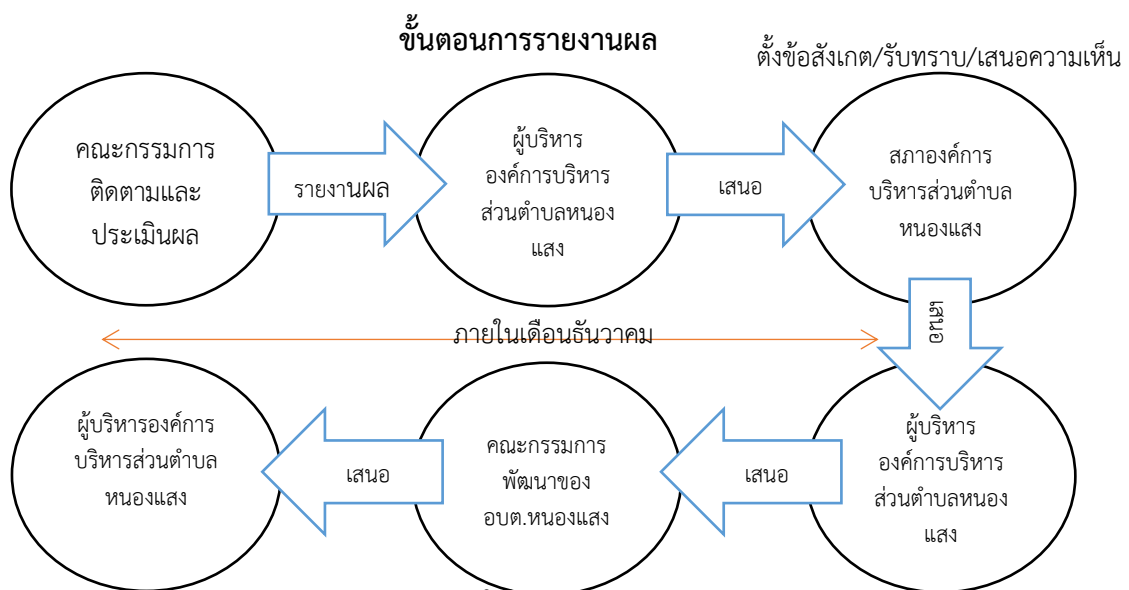 ขั้นตอนการรายงานผล
ตั้งข้อสังเกต/รับทราบ/เสนอความเห็น
คณะกรรมการ
ติดตามและ
ประเมินผล
รายงานผล
ผู้บริหาร
องค์การบริหาร
ส่วนตำบลหนอง
แสง
เสนอ
สภาองค์การ
บริหารส่วนตำบล
หนองแสง
เสนอ
ภายในเดือนธันวาคม
ผู้บริหาร
องค์การบริหาร
ส่วนตำบลหนอง
แสง
เสนอ
คณะกรรมการ
พัฒนาของ
อบต.หนองแสง
เสนอ
ผู้บริหารองค์การ
บริหารส่วนตำบล
หนองแสง